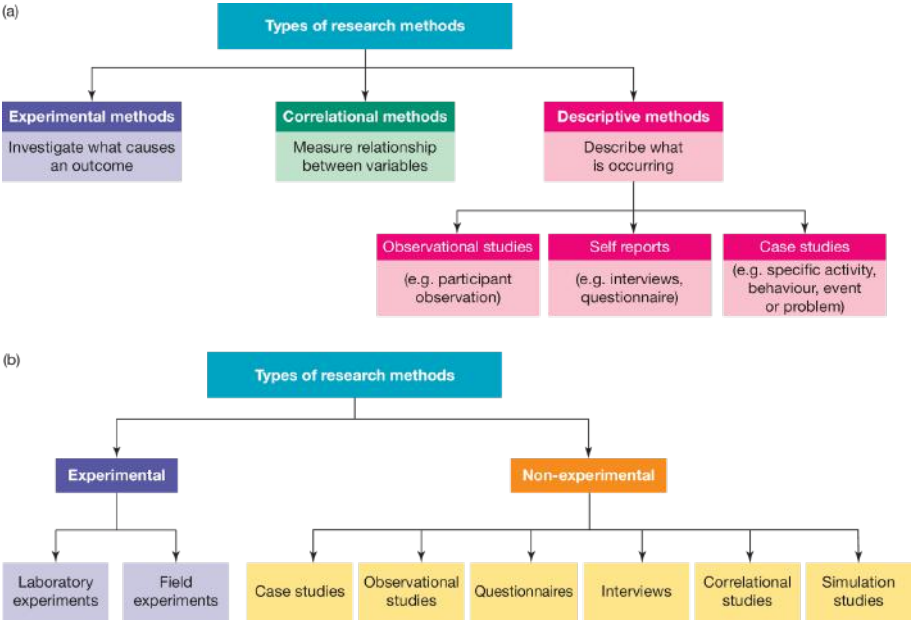 (a)
Types of research methods
Experimental methods
Investigate what causes
an outcome
Correlational methods
Measure relationship
between variables
Descriptive methods
Describe what
is occurring
Observational studies
(e.g. participant
observation)
Self reports
(e.g. interviews,
questionnaire)
Case studies
(e.g. specific activity,
behaviour, event
or problem)
(b)
Types of research methods
Experimental
Non-experimental
Laboratory
experiments
Field
experiments
Case studies
Observational
studies
Questionnaires
Interviews
Correlational
studies
Simulation
studies